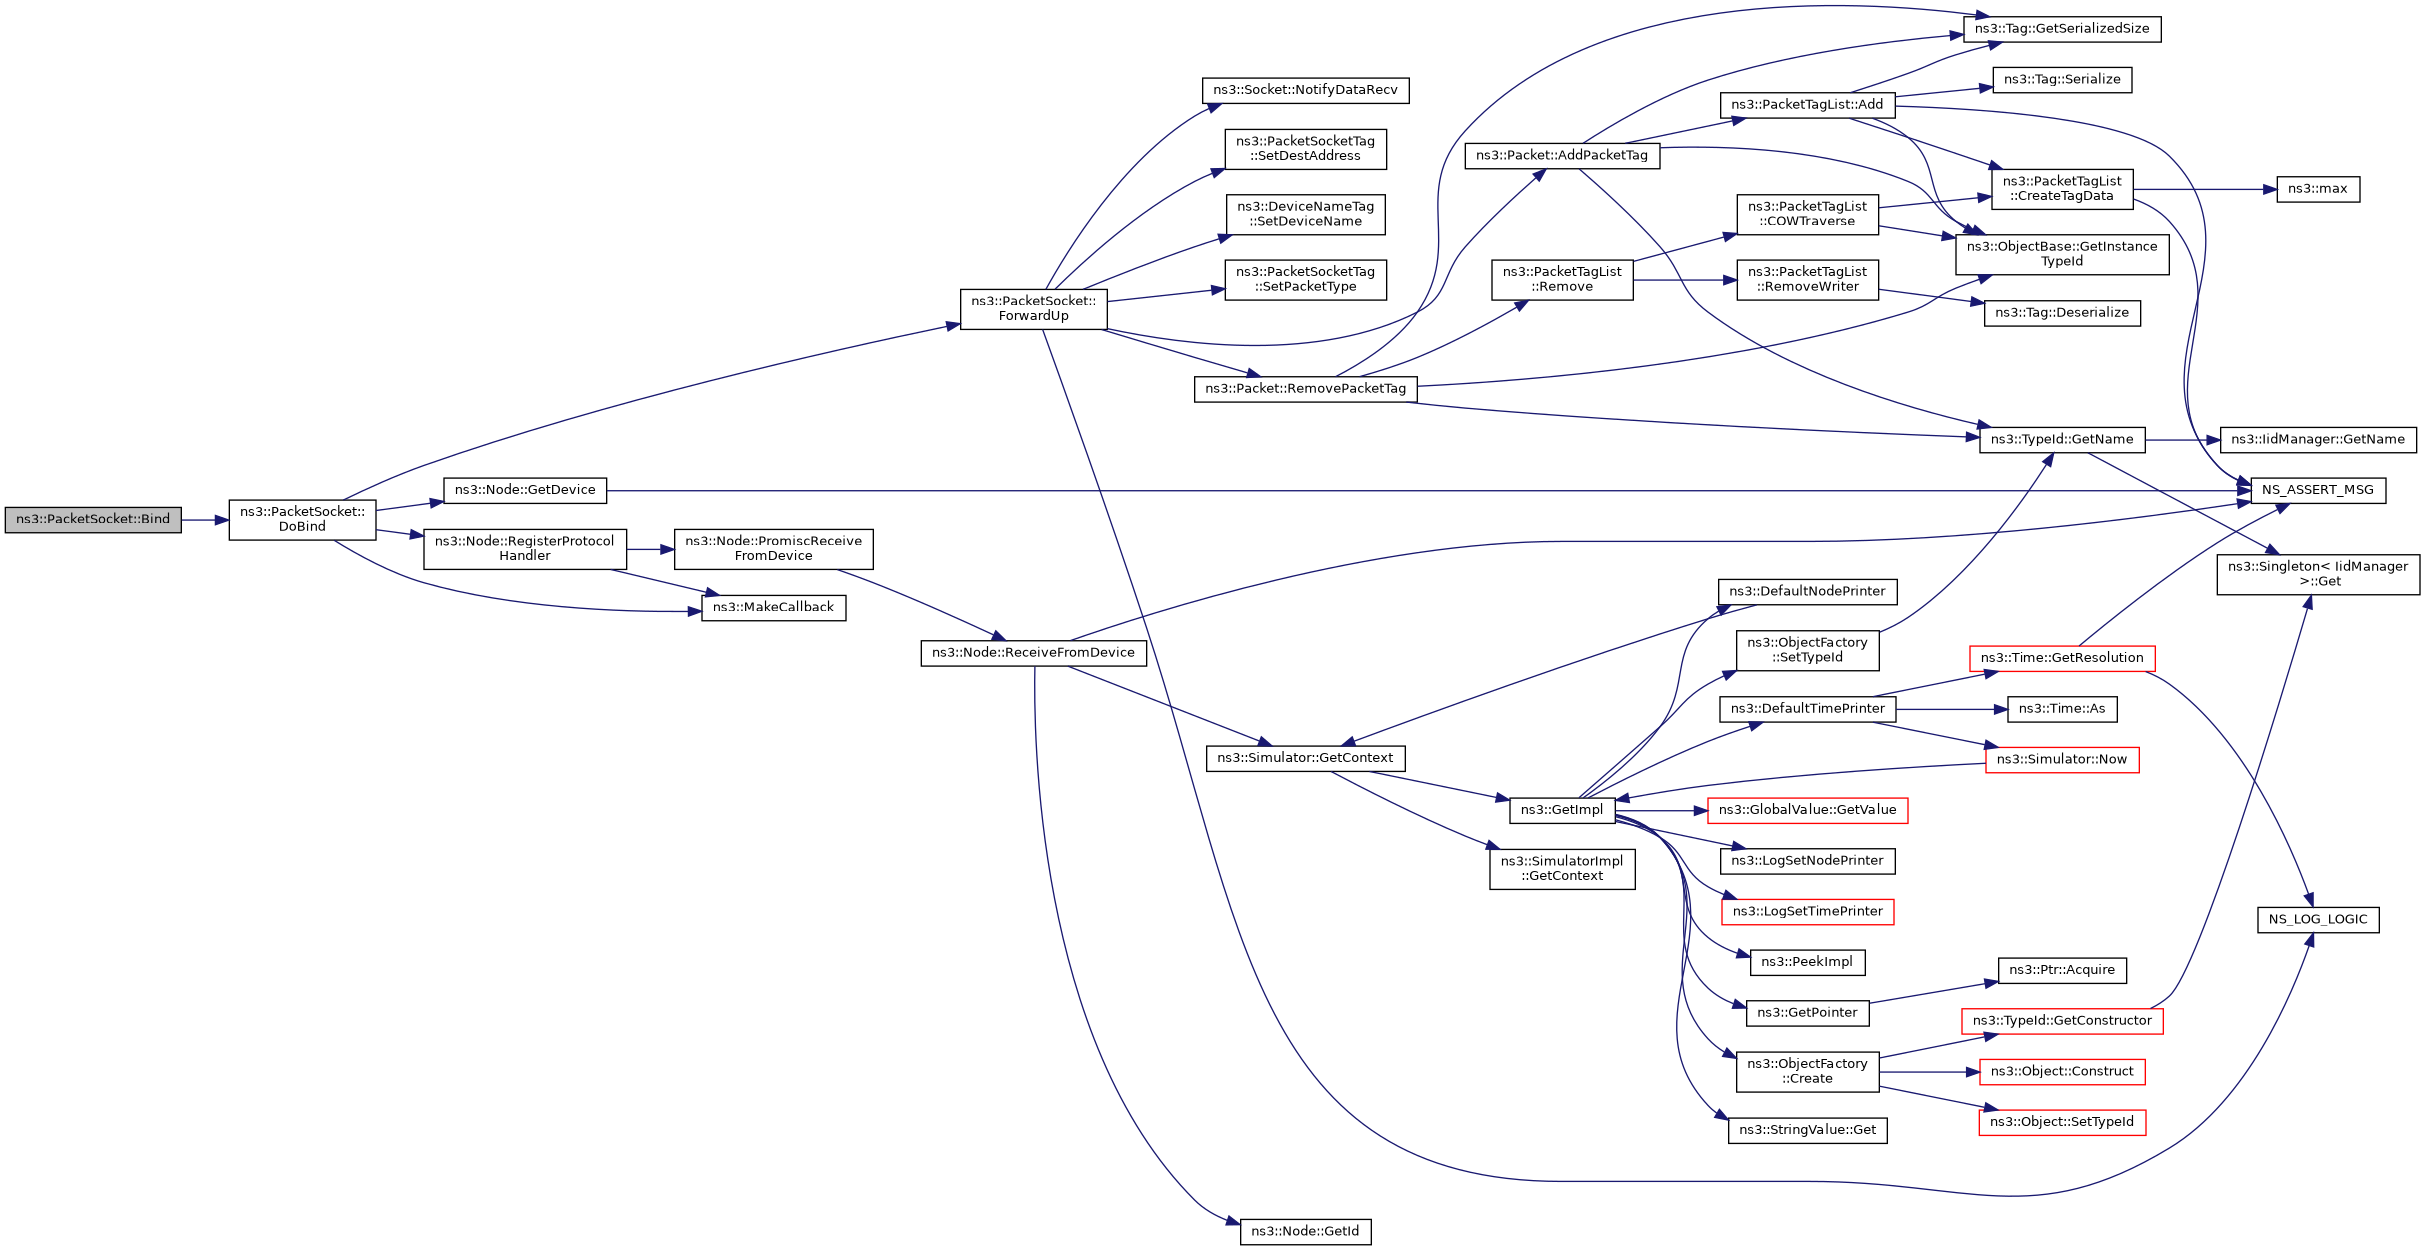 ns3::PacketSocket::Bind
ns3::PacketSocket::
DoBind
ns3::Node::GetDevice
ns3::Node::RegisterProtocol
Handler
ns3::Node::PromiscReceive
FromDevice
ns3::MakeCallback
ns3::PacketSocket::
ForwardUp
ns3::Node::ReceiveFromDevice
ns3::Socket::NotifyDataRecv
ns3::PacketSocketTag
::SetDestAddress
ns3::DeviceNameTag
::SetDeviceName
ns3::PacketSocketTag
::SetPacketType
ns3::Packet::RemovePacketTag
ns3::Simulator::GetContext
ns3::Node::GetId
ns3::Packet::AddPacketTag
ns3::PacketTagList
::Remove
ns3::GetImpl
ns3::SimulatorImpl
::GetContext
ns3::PacketTagList::Add
ns3::PacketTagList
::COWTraverse
ns3::PacketTagList
::RemoveWriter
ns3::DefaultNodePrinter
ns3::ObjectFactory
::SetTypeId
ns3::DefaultTimePrinter
ns3::GlobalValue::GetValue
ns3::LogSetNodePrinter
ns3::LogSetTimePrinter
ns3::PeekImpl
ns3::GetPointer
ns3::ObjectFactory
::Create
ns3::StringValue::Get
ns3::Tag::GetSerializedSize
ns3::Tag::Serialize
ns3::PacketTagList
::CreateTagData
ns3::ObjectBase::GetInstance
TypeId
ns3::Tag::Deserialize
ns3::TypeId::GetName
ns3::Time::GetResolution
ns3::Time::As
ns3::Simulator::Now
ns3::Ptr::Acquire
ns3::TypeId::GetConstructor
ns3::Object::Construct
ns3::Object::SetTypeId
ns3::max
ns3::IidManager::GetName
NS_ASSERT_MSG
ns3::Singleton< IidManager
>::Get
NS_LOG_LOGIC